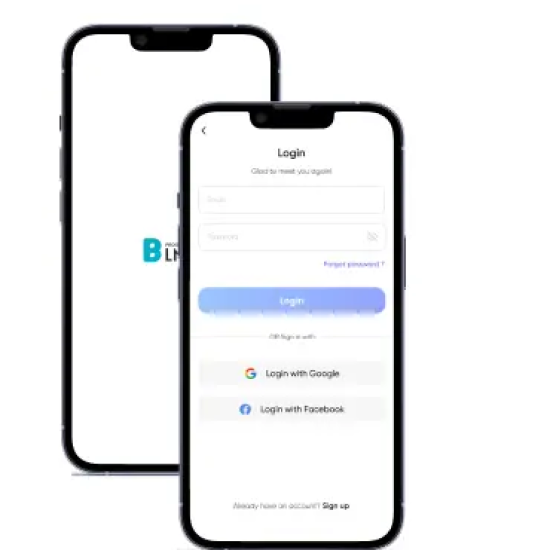 B
LN
Login
Glad to meet you again!
Email
Password
Forgot password ?
Login
OR Sign in with
Login with Google
Login with Facebook
Already have an account? Sign up